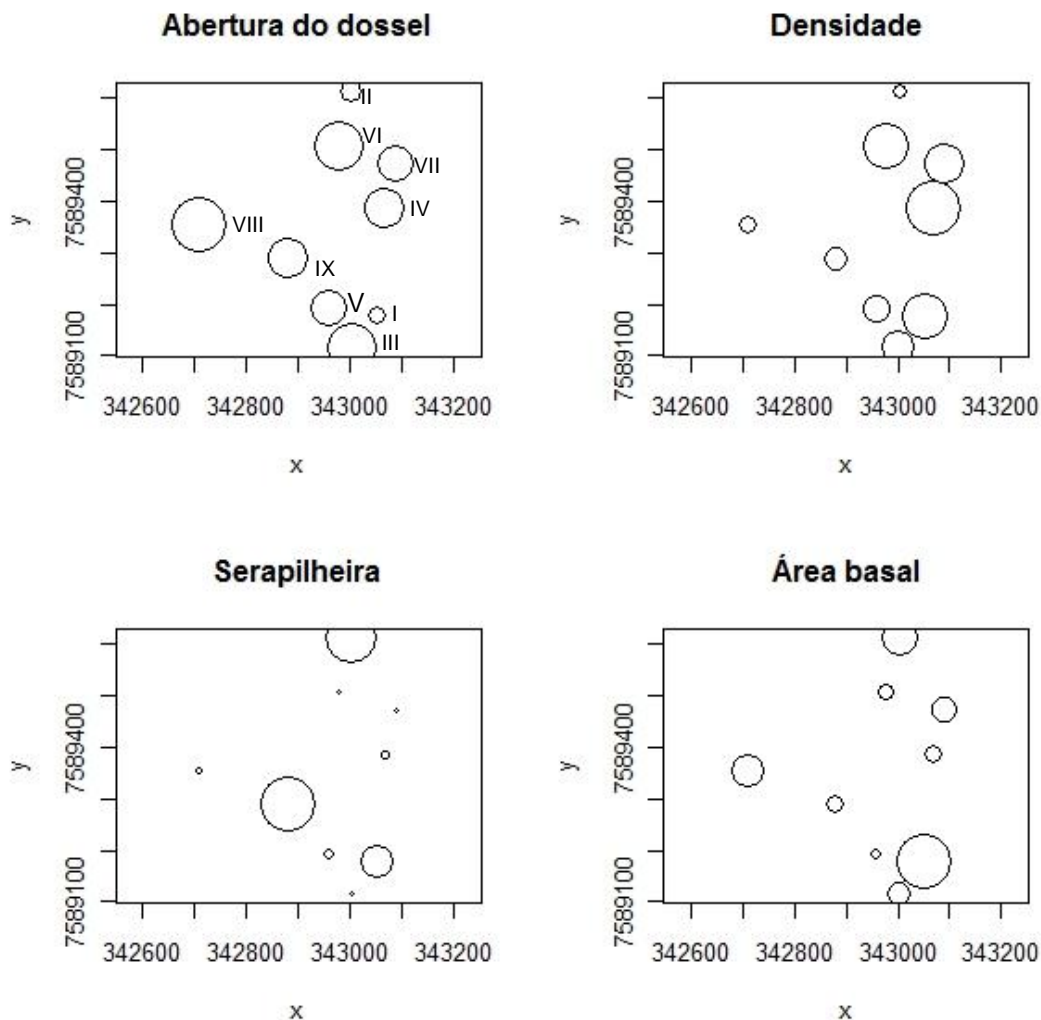 Abertura do dossel
II
VI
VII
IV
VIII
IX
V
I
III
y
7589400
7589100
342600 342800 343000 343200
x
Densidade
y
7589400
7589100
342600 342800 343000 343200
x
Serapilheira
y
7589400
7589100
342600 342800 343000 343200
x
Área basal
y
7589400
7589100
342600 342800 343000 343200
x